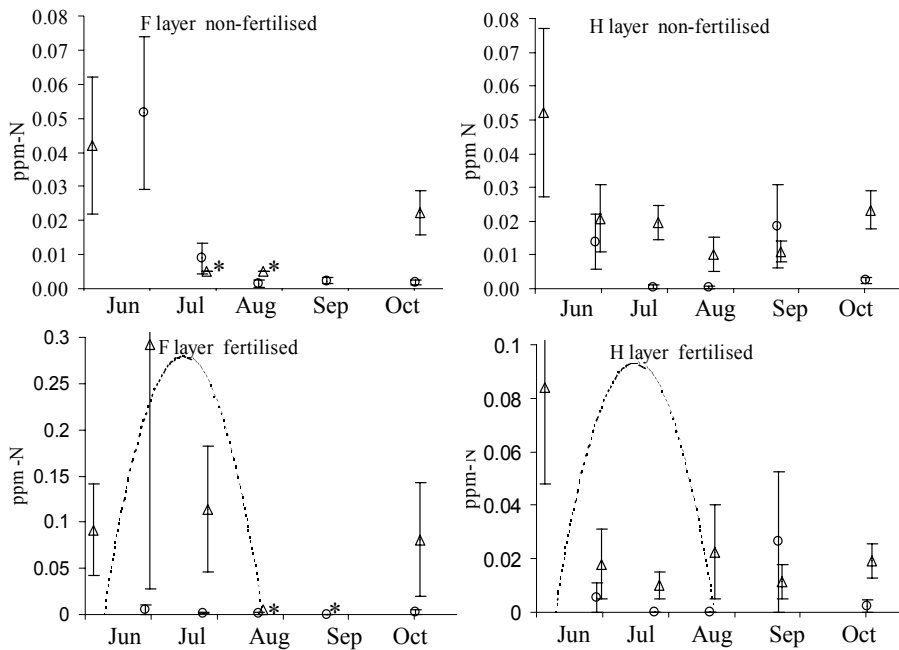 F layer non-fertilised
ppm-N
0.08
0.07
0.06
0.05
0.04
0.03
0.02
0.01
0.00
* *
Jun Jul Aug Sep Oct
H layer non-fertilised
ppm N
0.08
0.07
0.06
0.05
0.04
0.03
0.02
0.01
0.00
Jun Jul Aug Sep Oct
F layer fertilised
ppm -N
0.3
0.25
0.2
0.15
0.1
0.05
0
* *
Jun Jul Aug Sep Oct
H layer fertilised
ppm-N
0.1
0.08
0.06
0.04
0.02
0
Jun Jul Aug Sep Oct